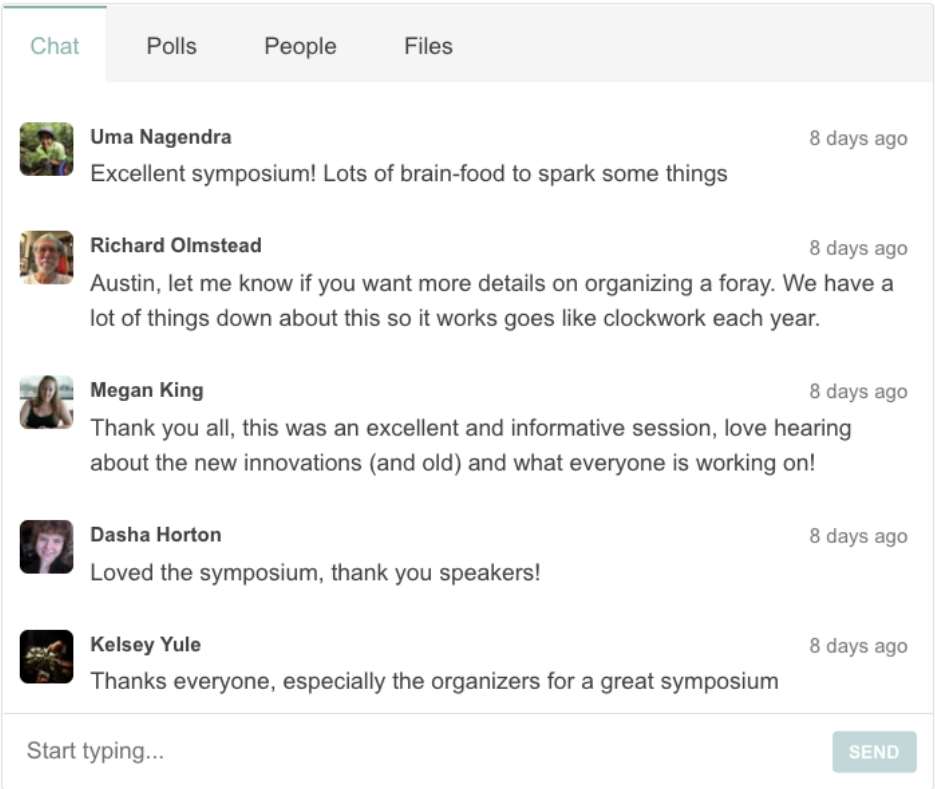 Chat Polls People Files
Uma Nagendra 8 days ago
Excellent symposium! Lots of brain-food to spark some things
Richard Olmstead 8 days ago
Austin, let me know if you want more details on organizing a foray. We have a
lot of things down about this so it works goes like clockwork each year.
Megan King 8 days ago
Thank you all, this was an excellent and informative session, love hearing
about the new innovations (and old) and what everyone is working on!
Dasha Horton 8 days ago
Loved the symposium, thank you speakers!
Kelsey Yule 8 days ago
Thanks everyone, especially the organizers for a great symposium
Start typing... SEND